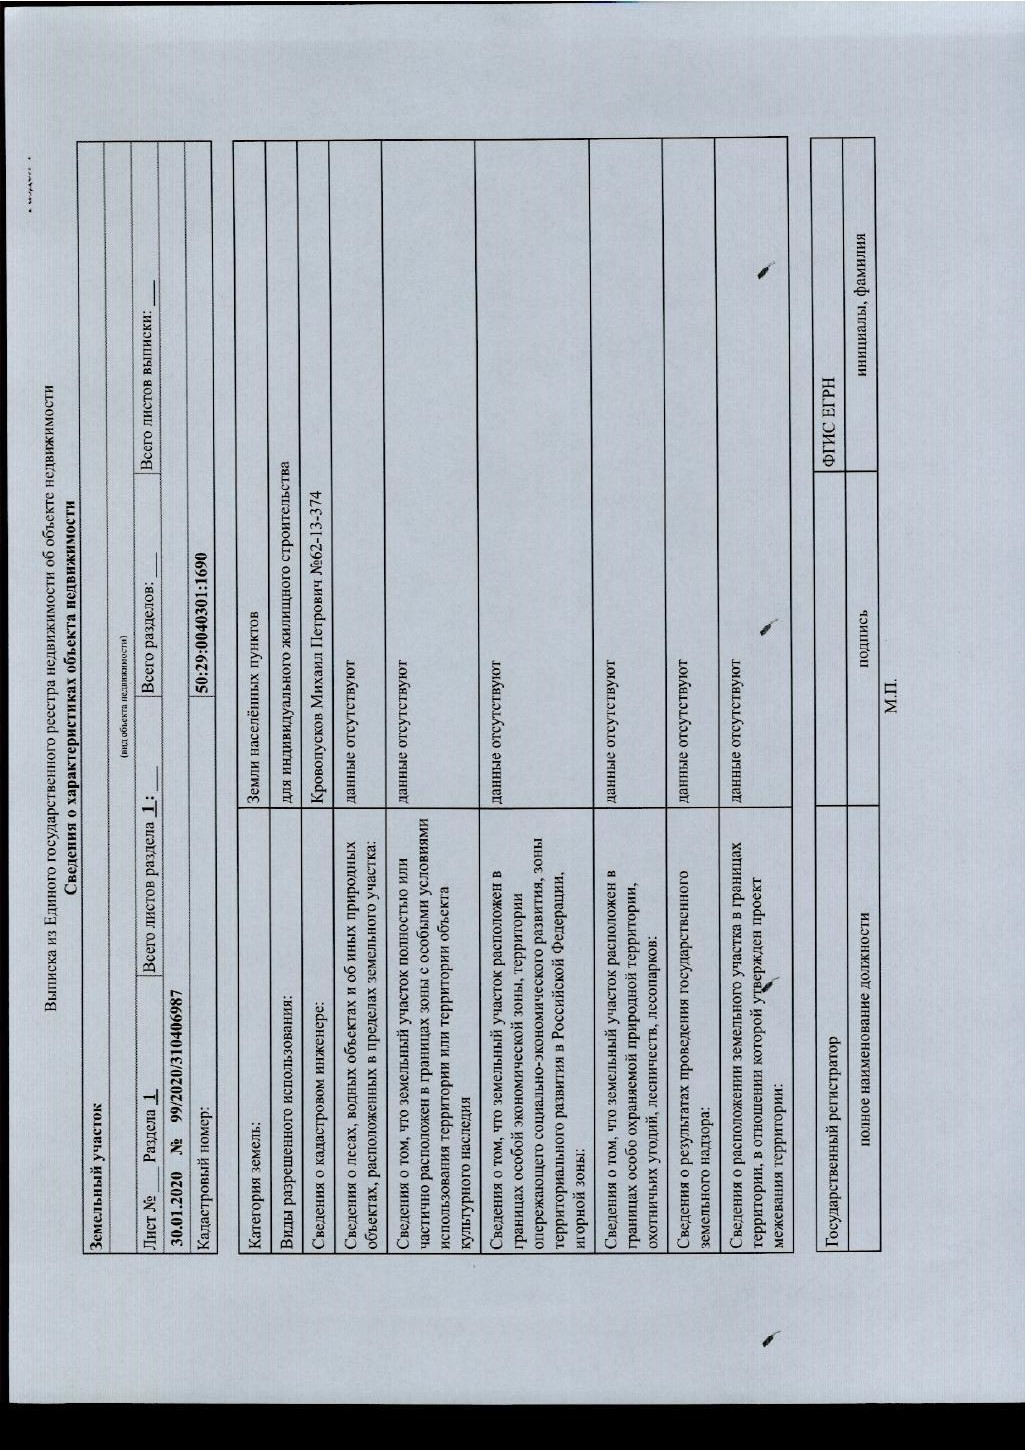 Выписка из Единого государственного реестра недвижимости об объекте недвижимости
Сведения о характеристиках объекта недвижимости
Земельный участок
(вид объекта недвижимости)
Лист № ___ Раздела 1
Всего листов раздела 1 : ___
Всего разделов: ___
Всего листов выписки: ___
30.01.2020 № 99/2020/310406987
Кадастровый номер:
50:29:0040301:1690
Категория земель:
Земли населённых пунктов
Виды разрешенного использования:
для индивидуального жилищного строительства
Сведения о кадастровом инженере:
Кровопусков Михаил Петрович №62-13-374
Сведения о лесах, водных объектах и об иных природных
объектах, расположенных в пределах земельного участка:
данные отсутствуют
Сведения о том, что земельный участок полностью или
частично расположен в границах зоны с особыми условиями
использования территории или территории объекта
культурного наследия
данные отсутствуют
Сведения о том, что земельный участок расположен в
границах особой экономической зоны, территории
опережающего социально-экономического развития, зоны
территориального развития в Российской Федерации,
игорной зоны:
данные отсутствуют
Сведения о том, что земельный участок расположен в
границах особо охраняемой природной территории,
охотничьих угодий, лесничеств, лесопарков:
данные отсутствуют
Сведения о результатах проведения государственного
земельного надзора:
данные отсутствуют
Сведения о расположении земельного участка в границах
территории, в отношении которой утвержден проект
межевания территории:
данные отсутствуют
Государственный регистратор
ФГИС ЕГРН
полное наименование должности
подпись
инициалы, фамилия
М.П.